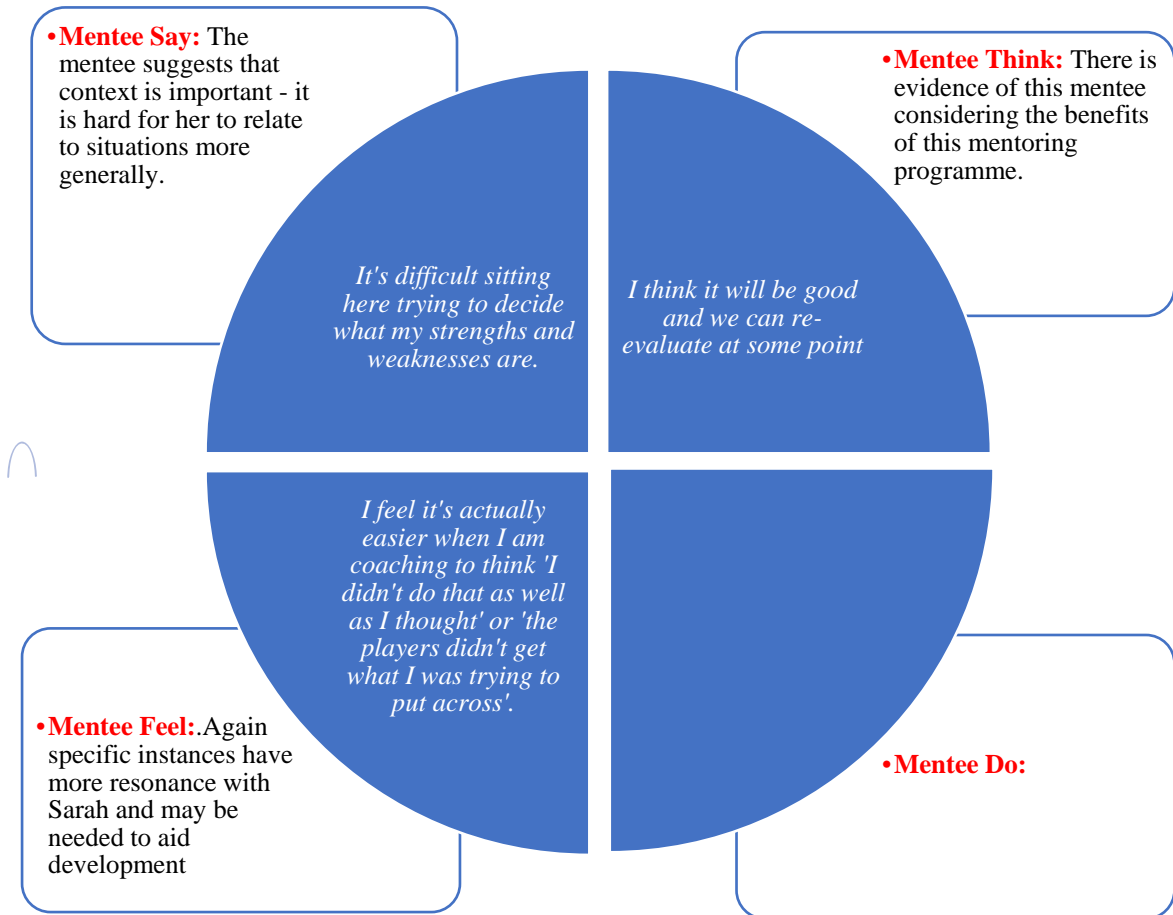 •Mentee Say: The
mentee suggests that
context is important - it
is hard for her to relate
to situations more
generally.
•Mentee Think: There is
evidence of this mentee
considering the benefits
of this mentoring
programme.
It's difficult sitting
here trying to decide
what my strengths and
weaknesses are.
I think it will be good
and we can re-
evaluate at some point
I feel it's actually
easier when I am
coaching to think 'I
didn't do that as well
as I thought' or 'the
players didn't get
what I was trying to
put across'.
•Mentee Feel:.Again
specific instances have
more resonance with
Sarah and may be
needed to aid
development
•Mentee Do: